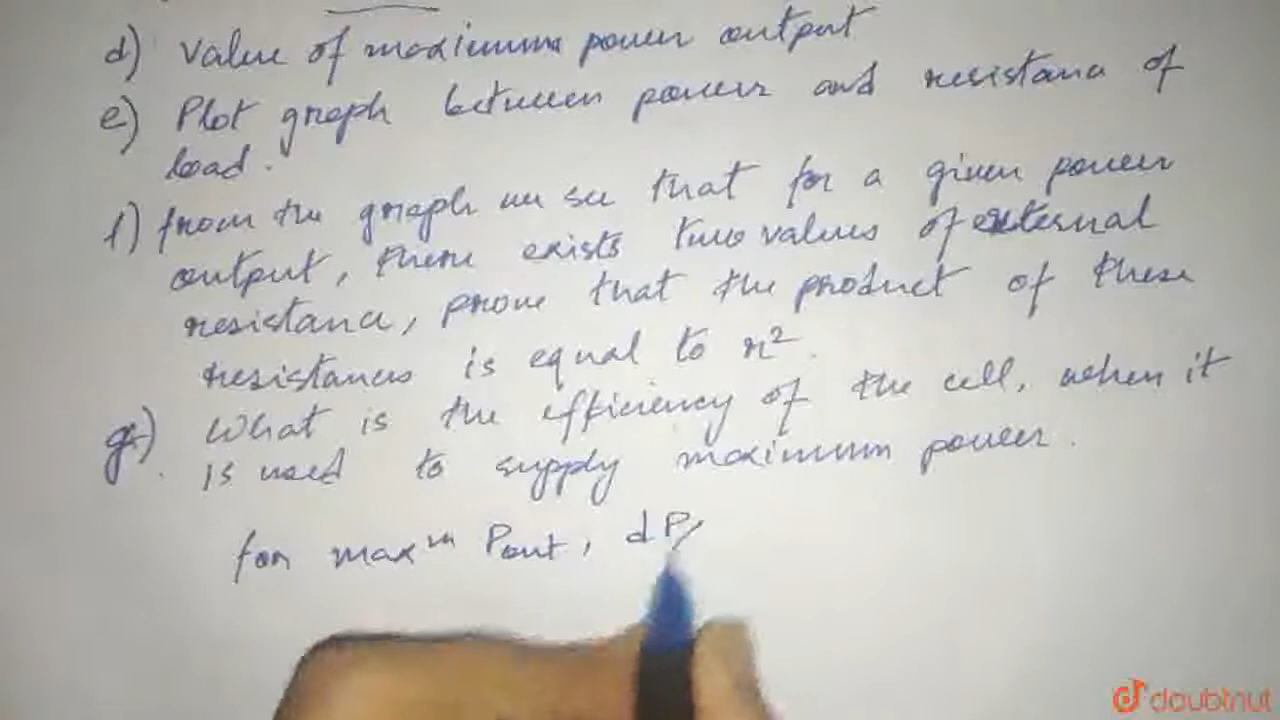 d) Value of maximum power output
e) Plot graph between power and resistance of
load.
f) from the graph we see that for a given power
output, there exists two values of external
resistance, prove that the product of these
resistances is equal to r²
g) What is the efficiency of the cell, when it
is used to supply maximum power.
for maxᵐ Pout, dP/
doubtnut